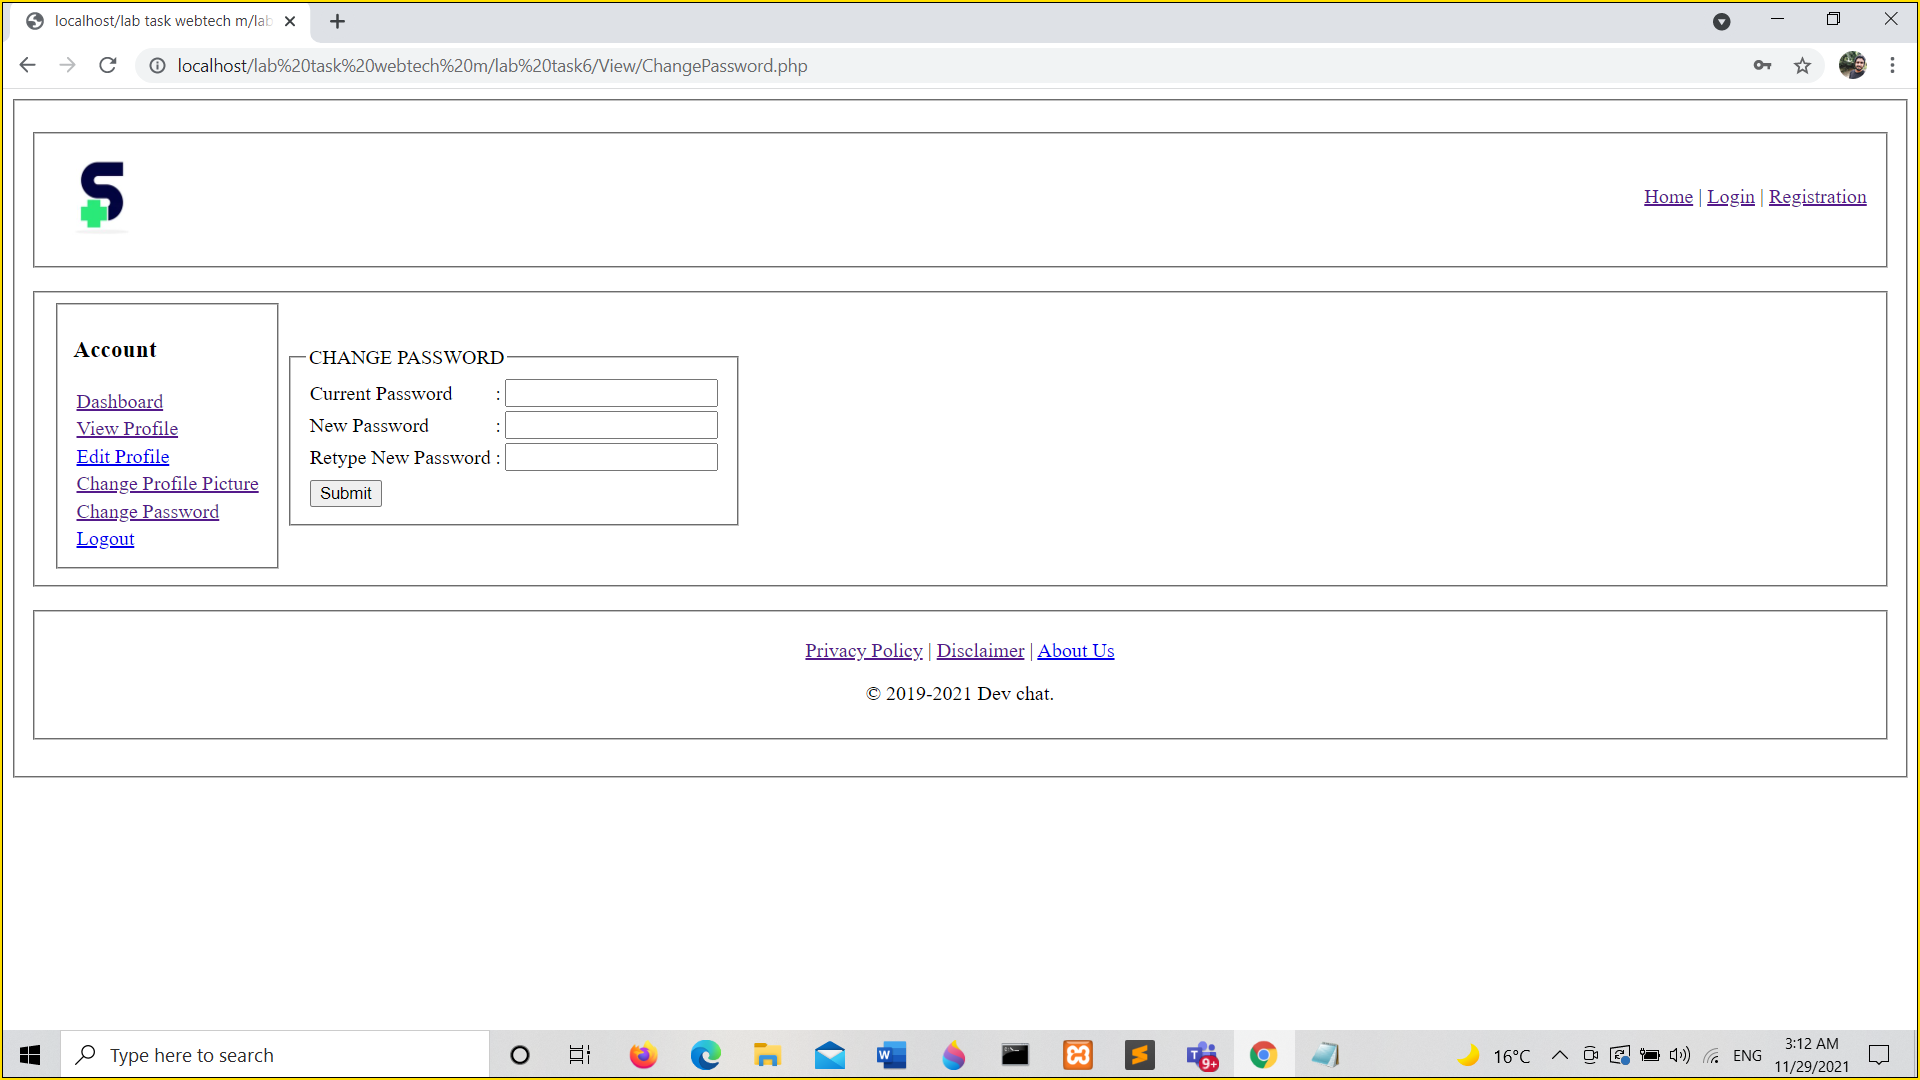 localhost/lab task webtech m/lab
localhost/lab%20task%20webtech%20m/lab%20task6/View/ChangePassword.php
Home | Login | Registration
Account
Dashboard
View Profile
Edit Profile
Change Profile Picture
Change Password
Logout
CHANGE PASSWORD
Current Password :
New Password :
Retype New Password :
Submit
Privacy Policy | Disclaimer | About Us
© 2019-2021 Dev chat.
Type here to search
9+
16°C
ENG
3:12 AM
11/29/2021